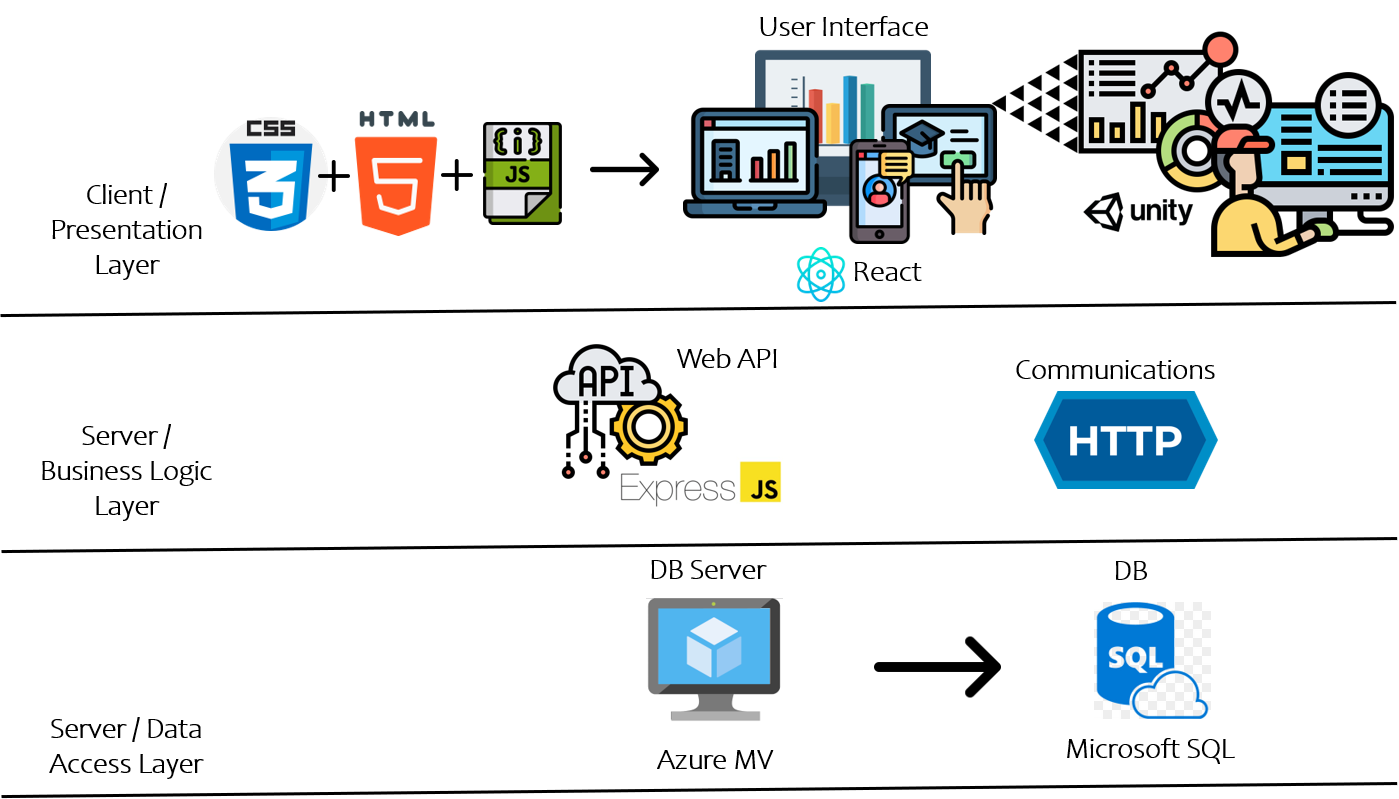 User Interface
CSS
3
HTML
5
{i}
JS
Client /
Presentation
Layer
unity
React
Web API
API
Express JS
Communications
HTTP
Server /
Business Logic
Layer
DB Server
DB
SQL
Azure MV
Microsoft SQL
Server / Data
Access Layer